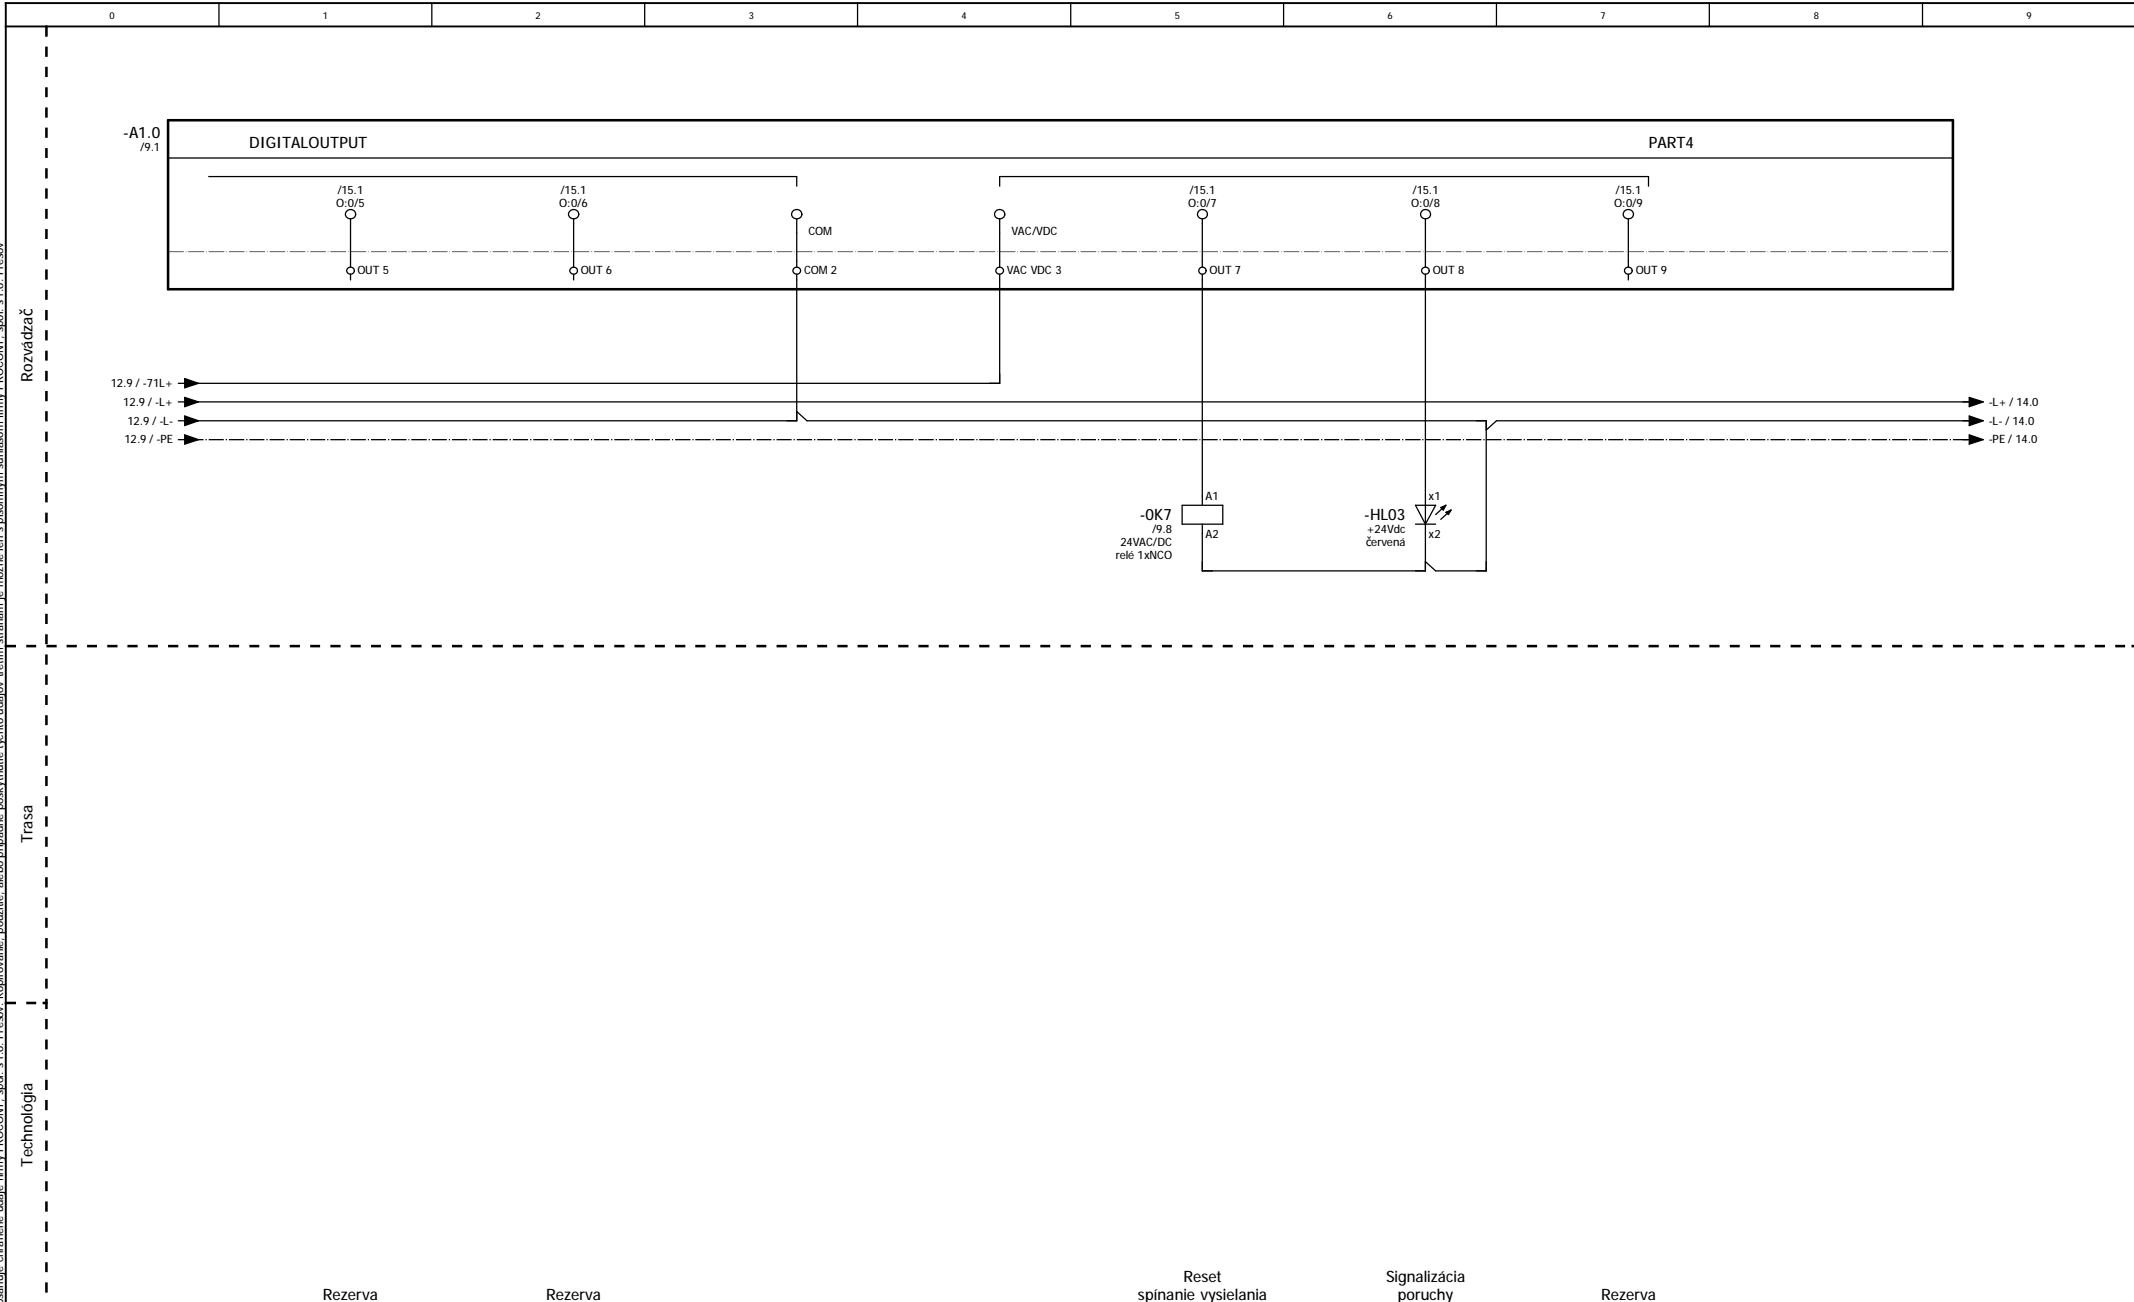 0 1 2 3 4 5 6 7 8 9
-A1.0
/9.1
DIGITALOUTPUT
PART4
/15.1
O:0/5
/15.1
O:0/6
COM
VAC/VDC
/15.1
O:0/7
/15.1
O:0/8
/15.1
O:0/9
OUT 5
OUT 6
COM 2
VAC VDC 3
OUT 7
OUT 8
OUT 9
Rozvádzač
12.9 / -71L+
12.9 / -L+
12.9 / -L-
12.9 / -PE
-L+ / 14.0
-L- / 14.0
-PE / 14.0
-0K7
/9.8
24VAC/DC
relé 1xNCO
A1
A2
-HL03
+24Vdc
červená
x1
x2
Trasa
Technológia
Rezerva
Rezerva
Reset
spínanie vysielania
Signalizácia
poruchy
Rezerva